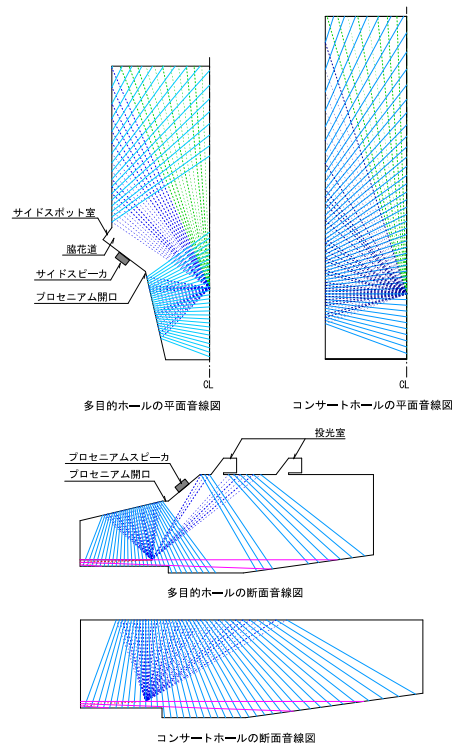 サイドスポット室
脇花道
サイドスピーカ
プロセニアム開口
CL
CL
多目的ホールの平面音線図
コンサートホールの平面音線図
投光室
プロセニアムスピーカ
プロセニアム開口
多目的ホールの断面音線図
コンサートホールの断面音線図